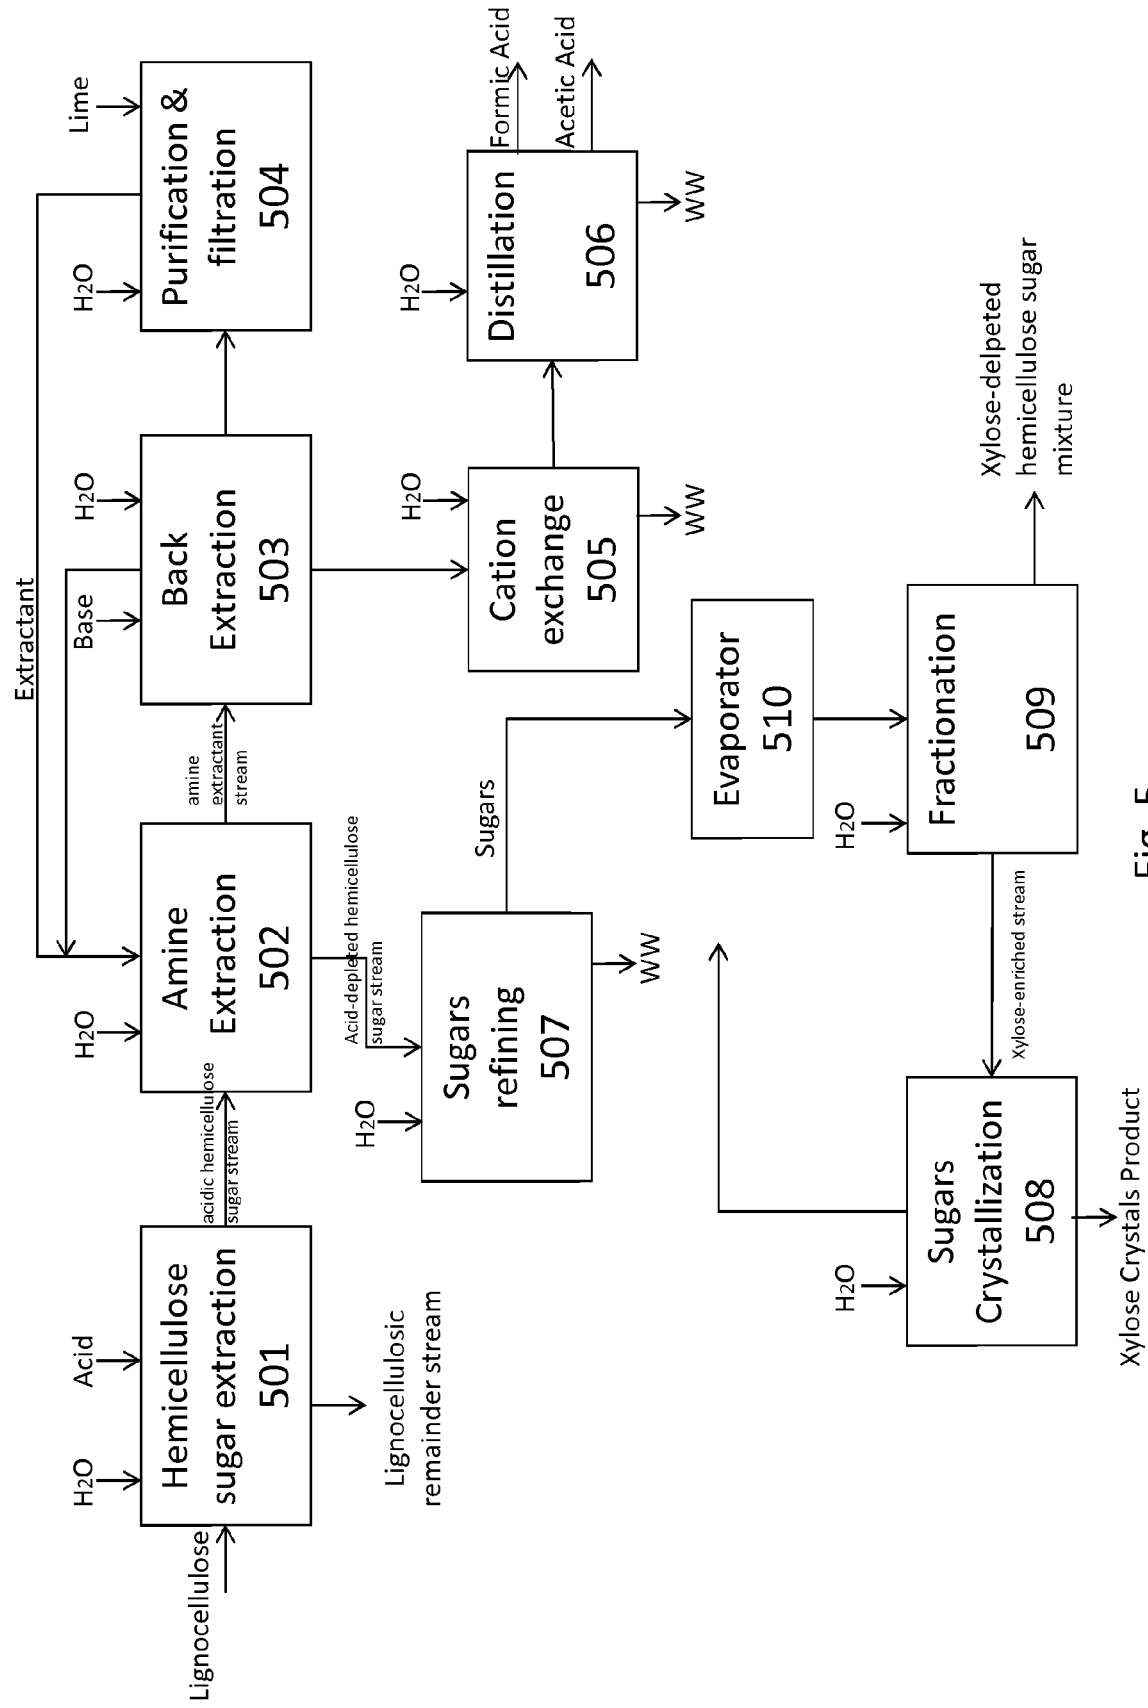 Extractant
H2O
Acid
H2O
Base
H2O
H2O
Lime
Lignocellulose
Hemicellulose
sugar extraction
501
acidic hemicellulose
sugar stream
Amine
Extraction
502
amine
extractant
stream
Back
Extraction
503
Purification &
filtration
504
Lignocellulosic
remainder stream
Acid-depleted hemicellulose
sugar stream
H2O
Sugars
refining
507
WW
Sugars
H2O
Cation
exchange
505
WW
H2O
Distillation
506
WW
Formic Acid
Acetic Acid
Evaporator
510
H2O
Sugars
Crystallization
508
Xylose Crystals Product
Xylose-enriched stream
H2O
Fractionation
509
Xylose-delpeted
hemicellulose sugar
mixture
Fig. 5